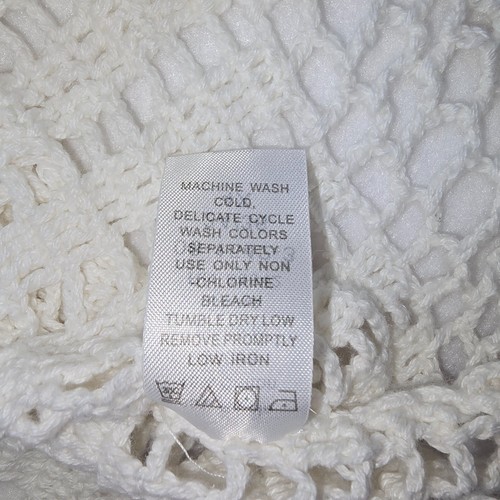 MACHINE WASH
COLD,
DELICATE CYCLE
WASH COLORS
SEPARATELY
USE ONLY NON
-CHLORINE
BLEACH
TUMBLE DRY LOW
REMOVE PROMPTLY
LOW IRON